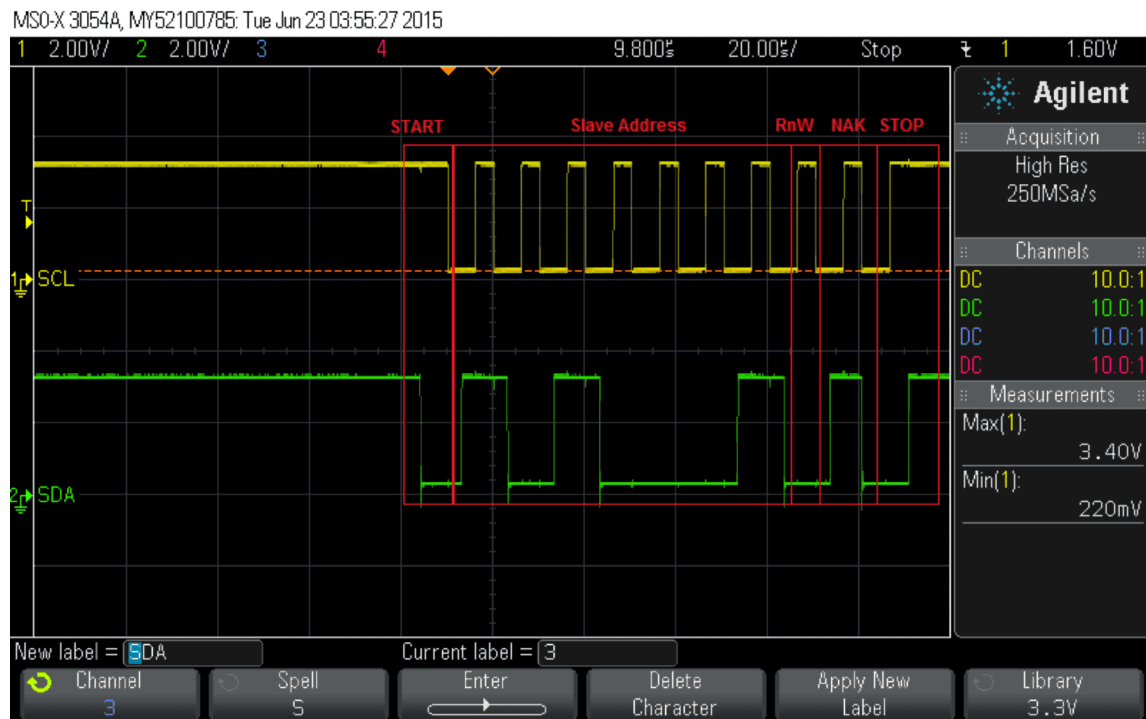 MSO-X 3054A, MY52100785: Tue Jun 23 03:55:27 2015
1 2.00V/ 2 2.00V/ 3 4 9.800s 20.00s/ Stop 1 1.60V
Agilent
START Slave Address RnW NAK STOP
Acquisition
High Res
250MSa/s
T
Channels
1 SCL
DC 10.0:1
DC 10.0:1
DC 10.0:1
DC 10.0:1
Measurements
Max(1):
3.40V
Min(1):
2 SDA
220mV
New label = SDA Current label = 3
Channel Spell Enter Delete Apply New Library
3 S Character Label 3.3V